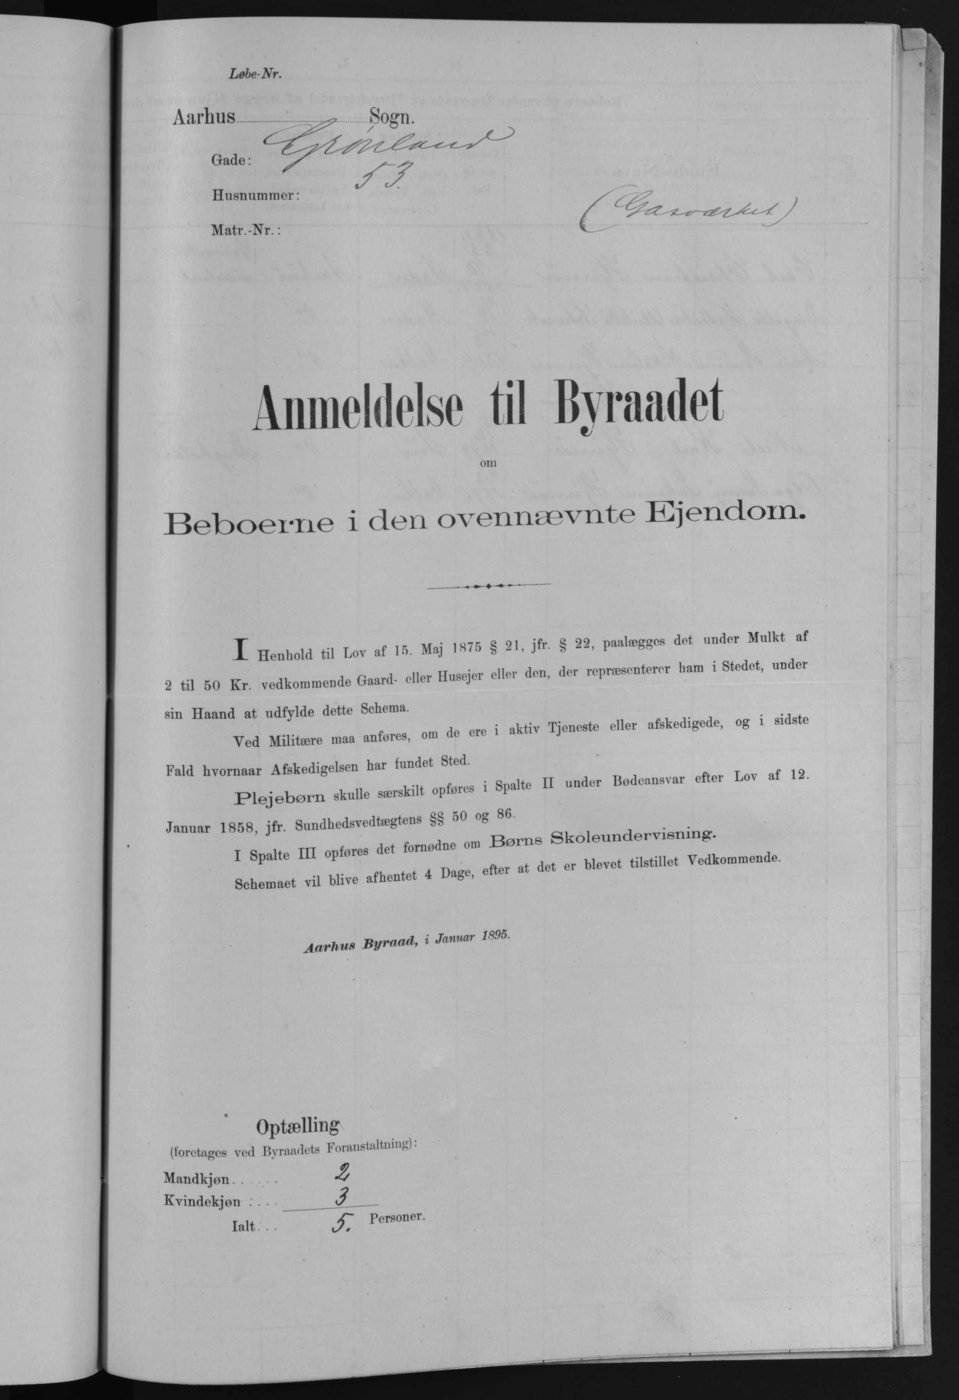 Løbe-Nr.
Aarhus Sogn.
Gade: Grönland
Husnummer: 53.
(Gasværket)
Matr.-Nr.:
Anmeldelse til Byraadet
om
Beboerne i den ovennævnte Ejendom.
I Henhold til Lov af 15. Maj 1875 § 21, jfr. § 22, paalægges det under Mulkt af
2 til 50 Kr. vedkommende Gaard- eller Husejer eller den, der repræsenterer ham i Stedet, under
sin Haand at udfylde dette Schema.
Ved Militære maa anføres, om de ere i aktiv Tjeneste eller afskedigede, og i sidste
Fald hvornaar Afskedigelsen har fundet Sted.
Plejebørn skulle særskilt opføres i Spalte II under Bødeansvar efter Lov af 12.
Januar 1858, jfr. Sundhedsvedtægtens §§ 50 og 86.
I Spalte III opføres det fornødne om Børns Skoleundervisning.
Schemaet vil blive afhentet 4 Dage, efter at det er blevet tilstillet Vedkommende.
Aarhus Byraad, i Januar 1895.
Optælling
(foretages ved Byraadets Foranstaltning):
Mandkjøn...... 2
Kvindekjøn .... 3
Ialt... 5. Personer.